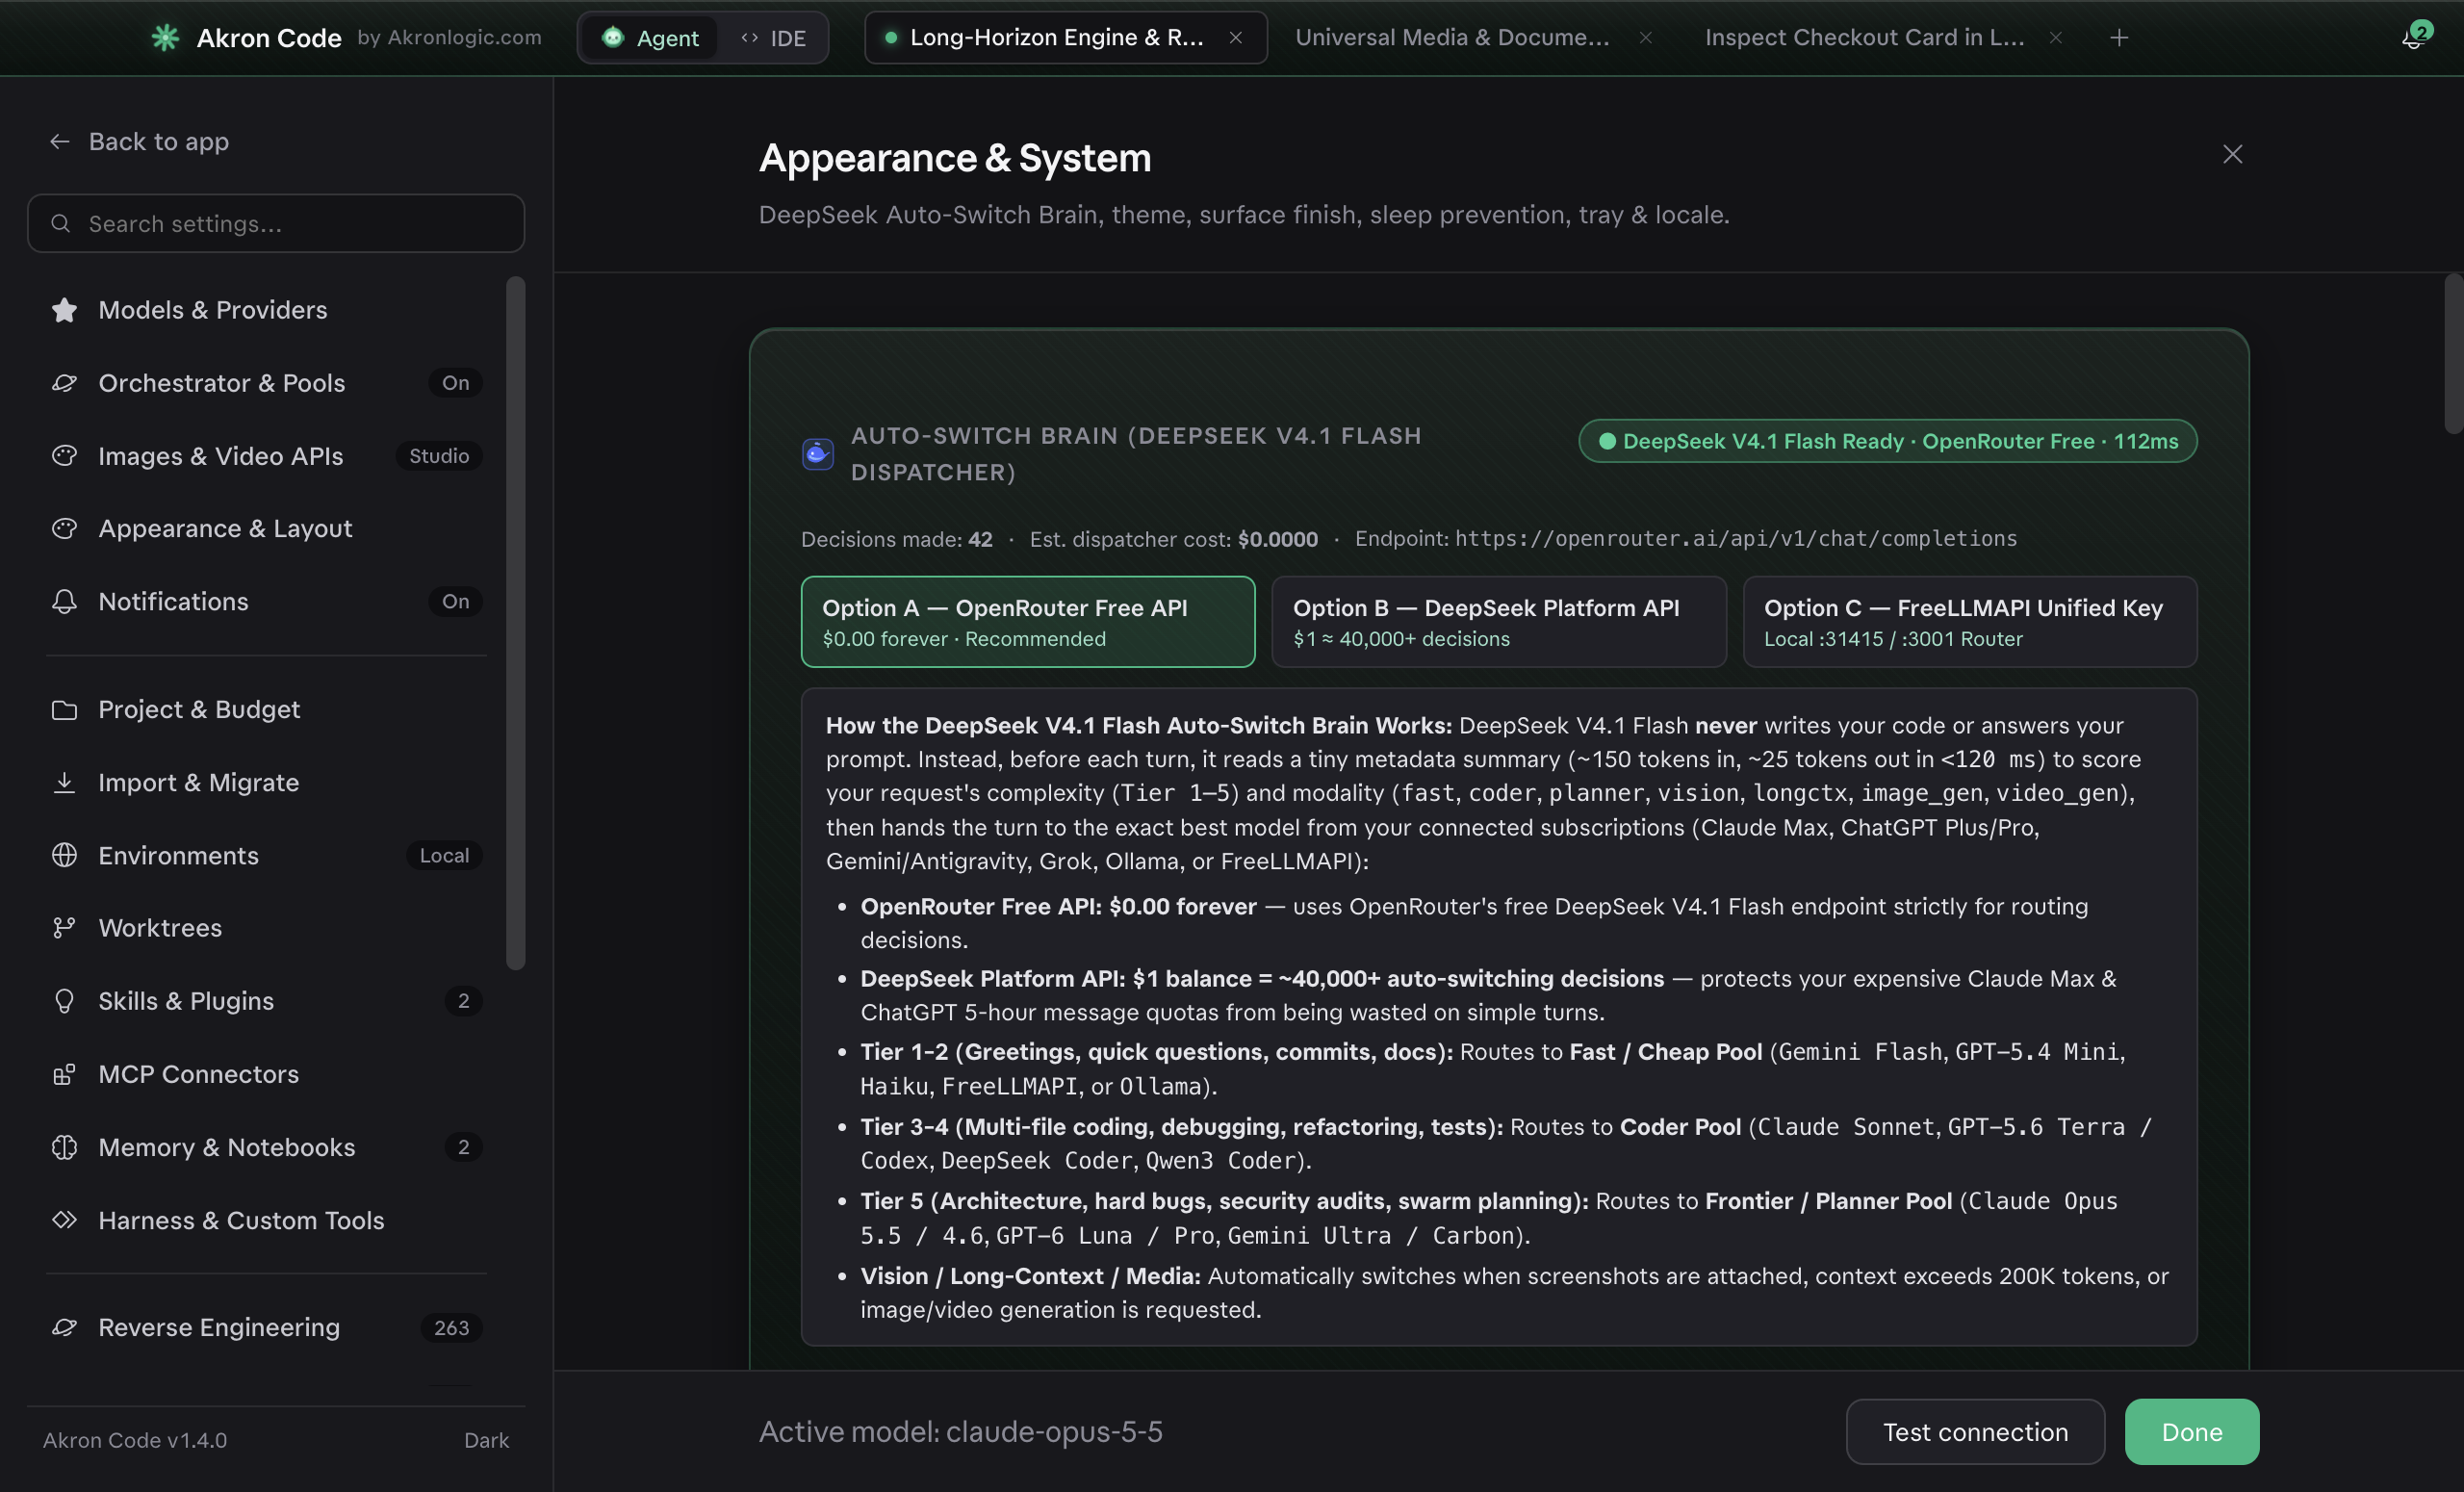 Akron Code by Akronlogic.com
Agent
IDE
Long-Horizon Engine & R...
Universal Media & Docume...
Inspect Checkout Card in L...
2
Back to app
Search settings...
Models & Providers
Orchestrator & Pools On
Images & Video APIs Studio
Appearance & Layout
Notifications On
Project & Budget
Import & Migrate
Environments Local
Worktrees
Skills & Plugins 2
MCP Connectors
Memory & Notebooks 2
Harness & Custom Tools
Reverse Engineering 263
Akron Code v1.4.0 Dark
Appearance & System
DeepSeek Auto-Switch Brain, theme, surface finish, sleep prevention, tray & locale.
AUTO-SWITCH BRAIN (DEEPSEEK V4.1 FLASH
DISPATCHER)
DeepSeek V4.1 Flash Ready · OpenRouter Free · 112ms
Decisions made: 42 · Est. dispatcher cost: $0.0000 · Endpoint: https://openrouter.ai/api/v1/chat/completions
Option A — OpenRouter Free API
$0.00 forever · Recommended
Option B — DeepSeek Platform API
$1 ≈ 40,000+ decisions
Option C — FreeLLMAPI Unified Key
Local :31415 / :3001 Router
How the DeepSeek V4.1 Flash Auto-Switch Brain Works: DeepSeek V4.1 Flash never writes your code or answers your
prompt. Instead, before each turn, it reads a tiny metadata summary (~150 tokens in, ~25 tokens out in <120 ms) to score
your request's complexity (Tier 1–5) and modality (fast, coder, planner, vision, longctx, image_gen, video_gen),
then hands the turn to the exact best model from your connected subscriptions (Claude Max, ChatGPT Plus/Pro,
Gemini/Antigravity, Grok, Ollama, or FreeLLMAPI):
• OpenRouter Free API: $0.00 forever — uses OpenRouter's free DeepSeek V4.1 Flash endpoint strictly for routing
decisions.
• DeepSeek Platform API: $1 balance = ~40,000+ auto-switching decisions — protects your expensive Claude Max &
ChatGPT 5-hour message quotas from being wasted on simple turns.
• Tier 1-2 (Greetings, quick questions, commits, docs): Routes to Fast / Cheap Pool (Gemini Flash, GPT–5.4 Mini,
Haiku, FreeLLMAPI, or Ollama).
• Tier 3-4 (Multi-file coding, debugging, refactoring, tests): Routes to Coder Pool (Claude Sonnet, GPT–5.6 Terra /
Codex, DeepSeek Coder, Qwen3 Coder).
• Tier 5 (Architecture, hard bugs, security audits, swarm planning): Routes to Frontier / Planner Pool (Claude Opus
5.5 / 4.6, GPT–6 Luna / Pro, Gemini Ultra / Carbon).
• Vision / Long-Context / Media: Automatically switches when screenshots are attached, context exceeds 200K tokens, or
image/video generation is requested.
Active model: claude-opus-5-5
Test connection
Done